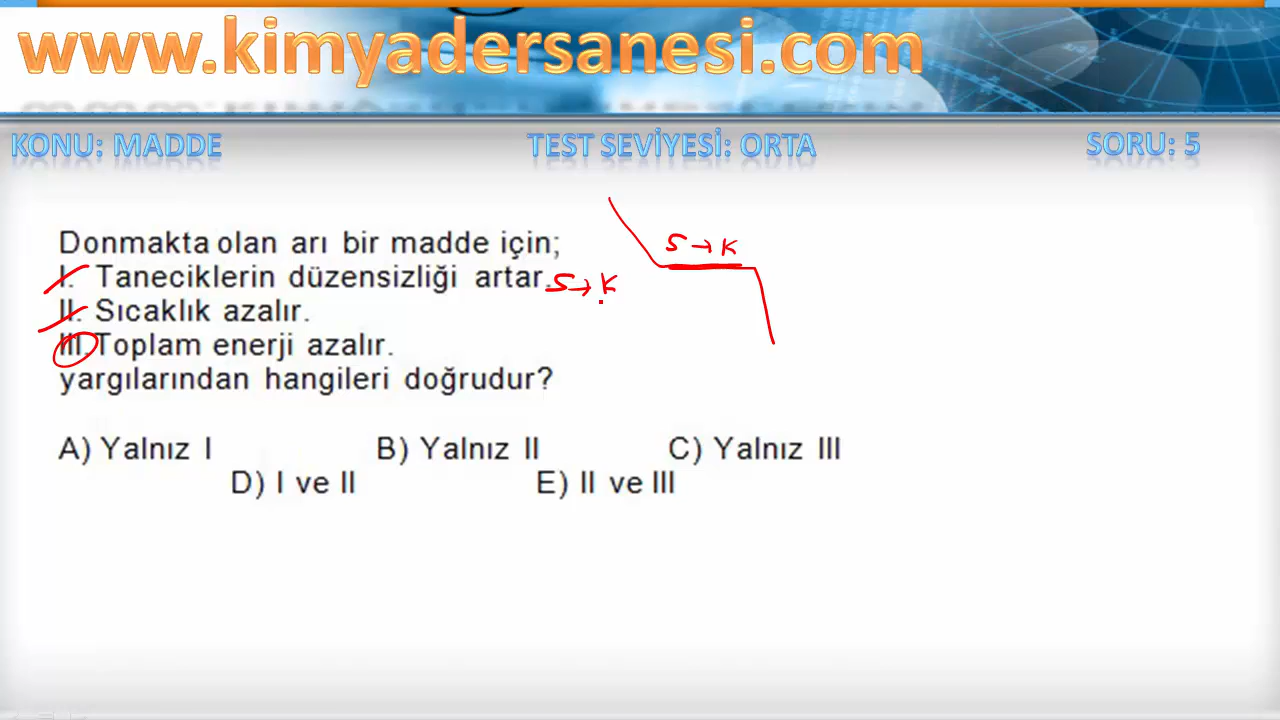 www.kimyadersanesi.com
KONU: MADDE TEST SEVİYESİ: ORTA SORU: 5
Donmakta olan arı bir madde için;
S→K
I. Taneciklerin düzensizliği artar. S→K
II. Sıcaklık azalır.
III. Toplam enerji azalır.
yargılarından hangileri doğrudur?
A) Yalnız I B) Yalnız II C) Yalnız III
D) I ve II E) II ve III